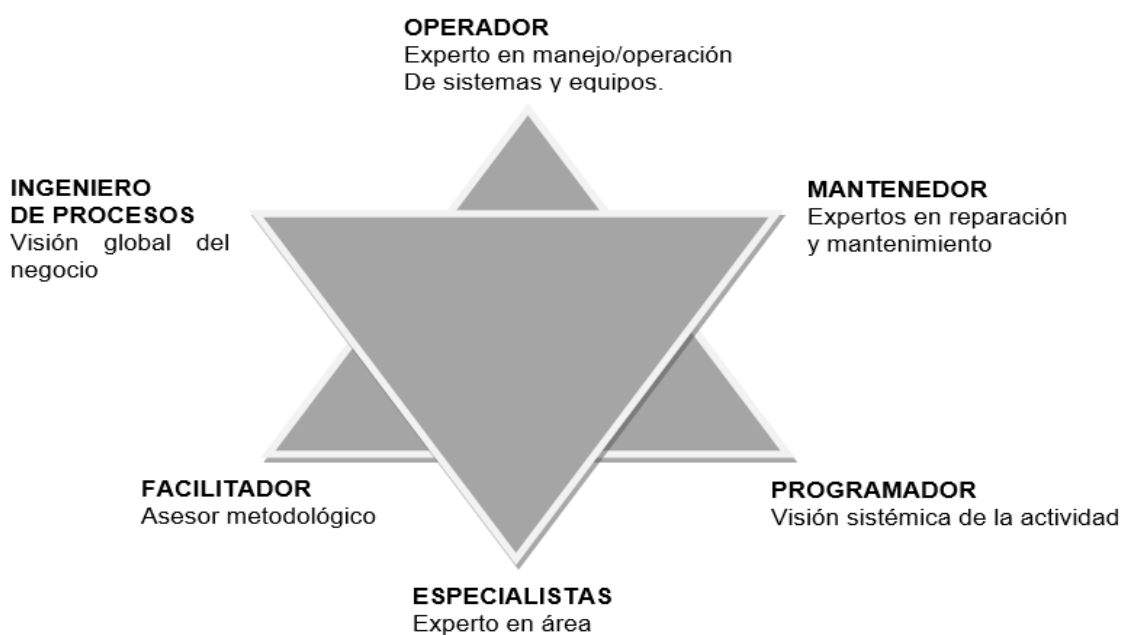 OPERADOR
Experto en manejo/operación
De sistemas y equipos.
INGENIERO
DE PROCESOS
Visión global del
negocio
MANTENEDOR
Expertos en reparación
y mantenimiento
FACILITADOR
Asesor metodológico
PROGRAMADOR
Visión sistémica de la actividad
ESPECIALISTAS
Experto en área